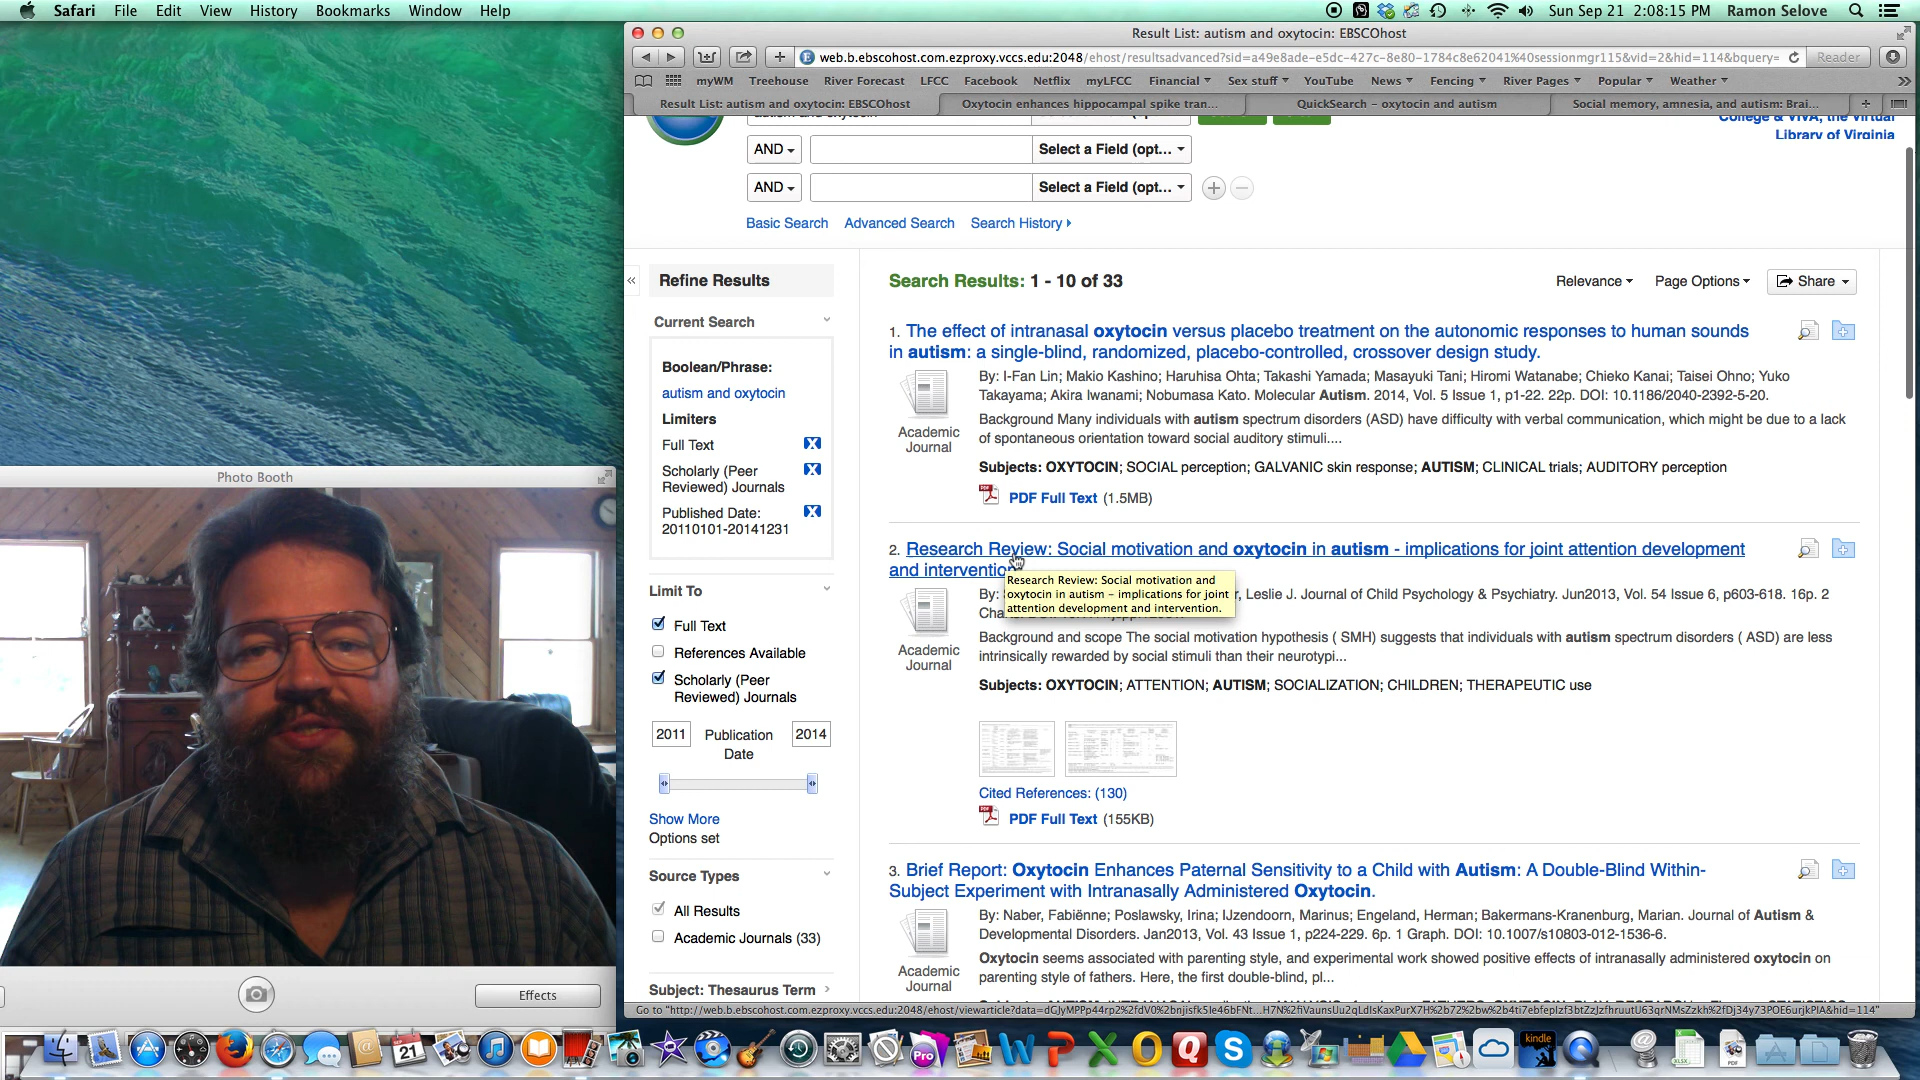 Safari File Edit View History Bookmarks Window Help
Sun Sep 21 2:08:15 PM Ramon Selove
Result List: autism and oxytocin: EBSCOhost
web.b.ebscohost.com.ezproxy.vccs.edu:2048/ehost/resultsadvanced?sid=a49e8ade-e5dc-427c-8e80-1784c8e62041%40sessionmgr115&vid=2&hid=114&bquery=
Reader
myWM Treehouse River Forecast LFCC Facebook Netflix myLFCC Financial Sex stuff YouTube News Fencing River Pages Popular Weather
Result List: autism and oxytocin: EBSCOhost
Oxytocin enhances hippocampal spike tran...
QuickSearch – oxytocin and autism
Social memory, amnesia, and autism: Brai...
College & VIVA, the Virtual
Library of Virginia
AND Select a Field (opt...
AND Select a Field (opt...
Basic Search Advanced Search Search History
Refine Results
Current Search
Boolean/Phrase:
autism and oxytocin
Limiters
Full Text
Scholarly (Peer
Reviewed) Journals
Published Date:
20110101-20141231
Limit To
Full Text
References Available
Scholarly (Peer
Reviewed) Journals
2011 Publication 2014
Date
Show More
Options set
Source Types
All Results
Academic Journals (33)
Subject: Thesaurus Term
Search Results: 1 - 10 of 33
Relevance Page Options Share
1. The effect of intranasal oxytocin versus placebo treatment on the autonomic responses to human sounds
in autism: a single-blind, randomized, placebo-controlled, crossover design study.
By: I-Fan Lin; Makio Kashino; Haruhisa Ohta; Takashi Yamada; Masayuki Tani; Hiromi Watanabe; Chieko Kanai; Taisei Ohno; Yuko
Takayama; Akira Iwanami; Nobumasa Kato. Molecular Autism. 2014, Vol. 5 Issue 1, p1-22. 22p. DOI: 10.1186/2040-2392-5-20.
Background Many individuals with autism spectrum disorders (ASD) have difficulty with verbal communication, which might be due to a lack
of spontaneous orientation toward social auditory stimuli....
Academic
Journal
Subjects: OXYTOCIN; SOCIAL perception; GALVANIC skin response; AUTISM; CLINICAL trials; AUDITORY perception
PDF Full Text (1.5MB)
2. Research Review: Social motivation and oxytocin in autism - implications for joint attention development
and intervention
Research Review: Social motivation and
oxytocin in autism – implications for joint
attention development and intervention.
By: Leslie J. Journal of Child Psychology & Psychiatry. Jun2013, Vol. 54 Issue 6, p603-618. 16p. 2
Background and scope The social motivation hypothesis ( SMH) suggests that individuals with autism spectrum disorders ( ASD) are less
intrinsically rewarded by social stimuli than their neurotypi...
Academic
Journal
Subjects: OXYTOCIN; ATTENTION; AUTISM; SOCIALIZATION; CHILDREN; THERAPEUTIC use
Cited References: (130)
PDF Full Text (155KB)
3. Brief Report: Oxytocin Enhances Paternal Sensitivity to a Child with Autism: A Double-Blind Within-
Subject Experiment with Intranasally Administered Oxytocin.
By: Naber, Fabiënne; Poslawsky, Irina; IJzendoorn, Marinus; Engeland, Herman; Bakermans-Kranenburg, Marian. Journal of Autism &
Developmental Disorders. Jan2013, Vol. 43 Issue 1, p224-229. 6p. 1 Graph. DOI: 10.1007/s10803-012-1536-6.
Oxytocin seems associated with parenting style, and experimental work showed positive effects of intranasally administered oxytocin on
parenting style of fathers. Here, the first double-blind, pl...
Academic
Journal
Photo Booth
Effects
SEP
21
Pro
kindle
XLSX
PDF